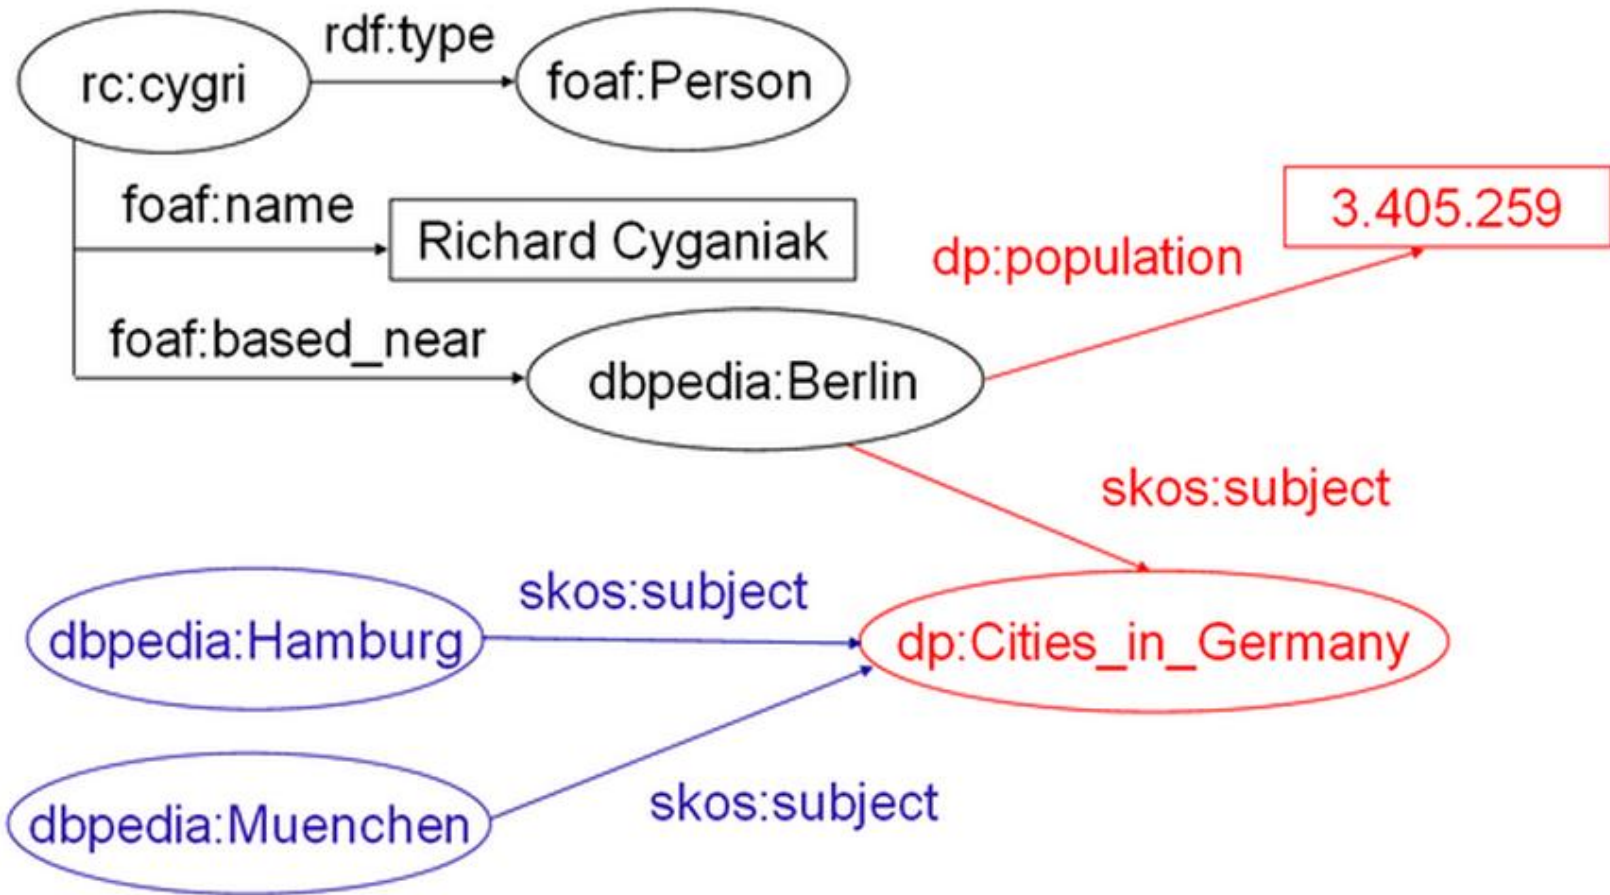 rdf:type
rc:cygri
foaf:Person
foaf:name
Richard Cyganiak
3.405.259
dp:population
foaf:based_near
dbpedia:Berlin
skos:subject
skos:subject
dbpedia:Hamburg
dp:Cities_in_Germany
skos:subject
dbpedia:Muenchen